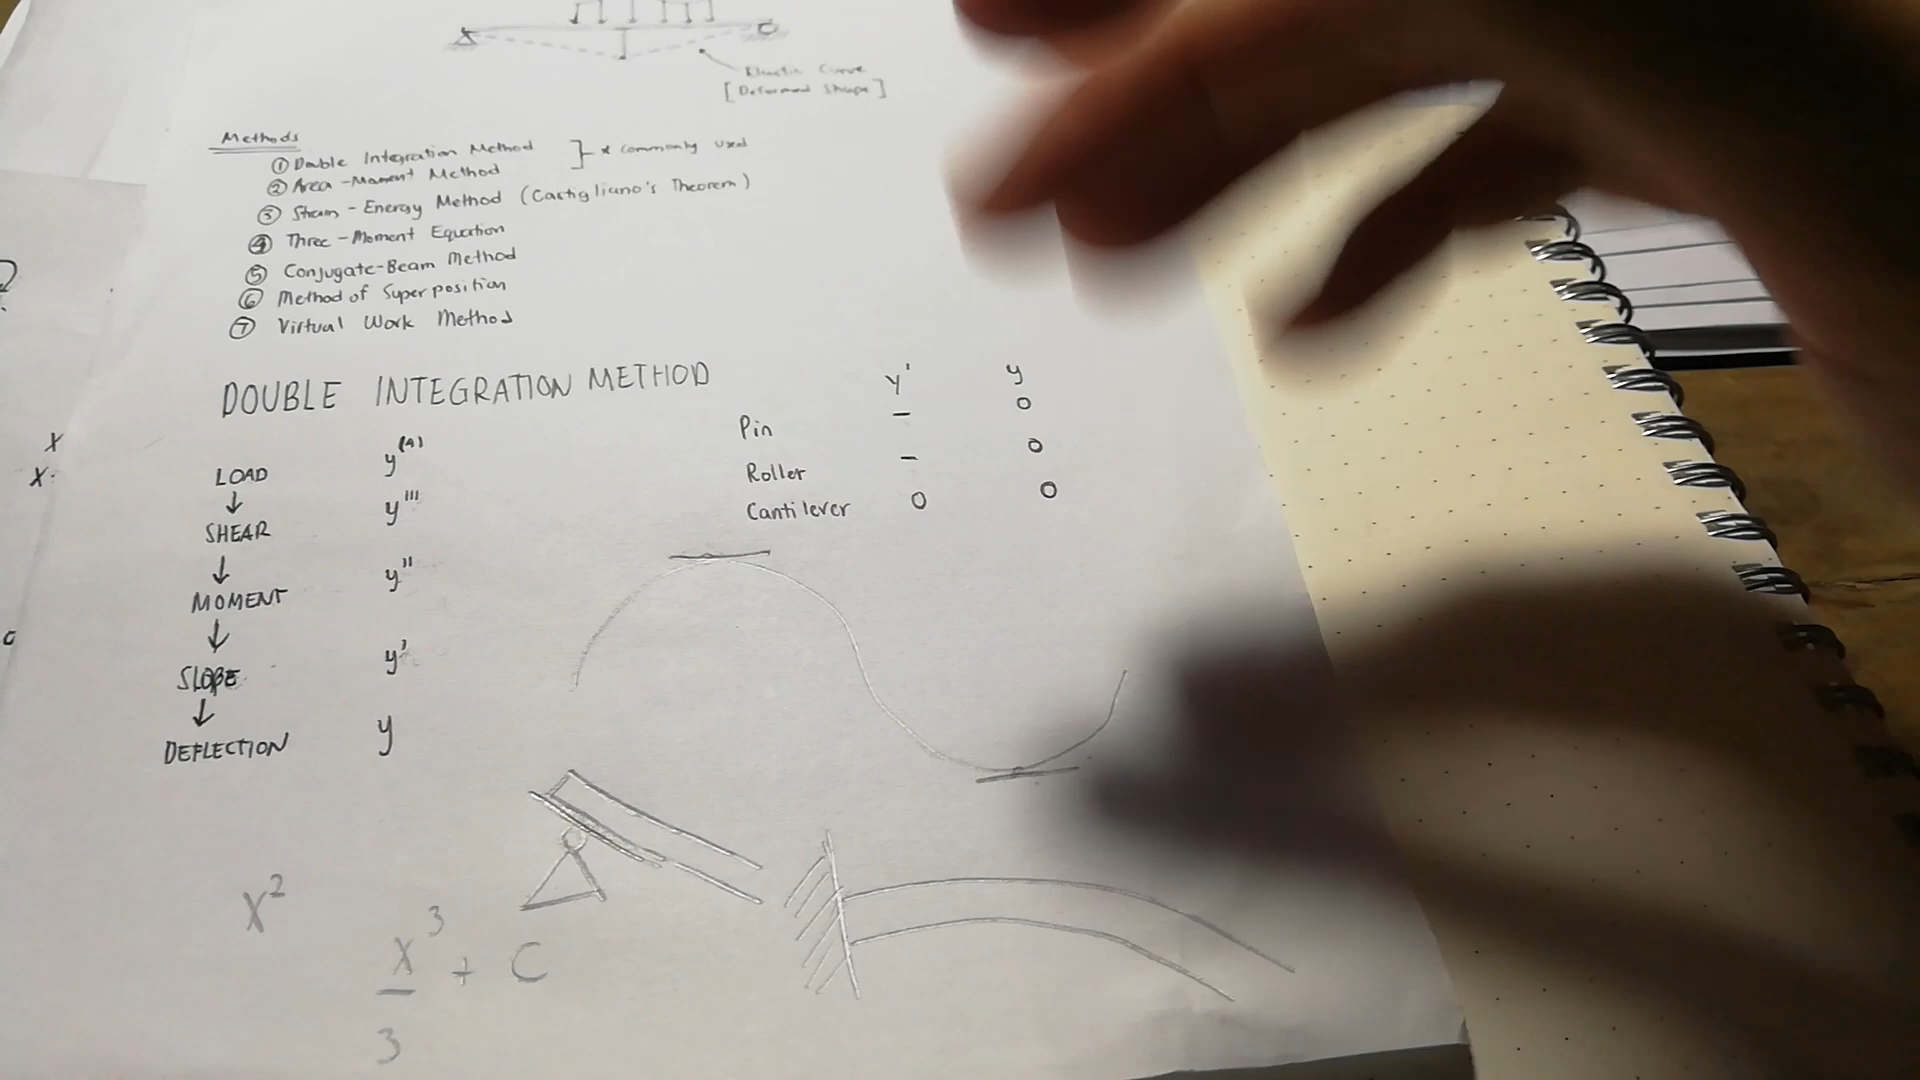 Elastic Curve
[Deformed Shape]
Methods
① Double Integration Method
② Area-Moment Method
] * commonly used
③ Strain-Energy Method (Castigliano's Theorem)
④ Three-Moment Equation
⑤ Conjugate-Beam Method
⑥ Method of Superposition
⑦ Virtual Work Method
DOUBLE INTEGRATION METHOD
y' y
Pin - 0
Roller - 0
Cantilever 0 0
LOAD y(4)
↓
SHEAR y'''
↓
MOMENT y''
↓
SLOPE y'
↓
DEFLECTION y
x²
x³
3
+ C
x
x.